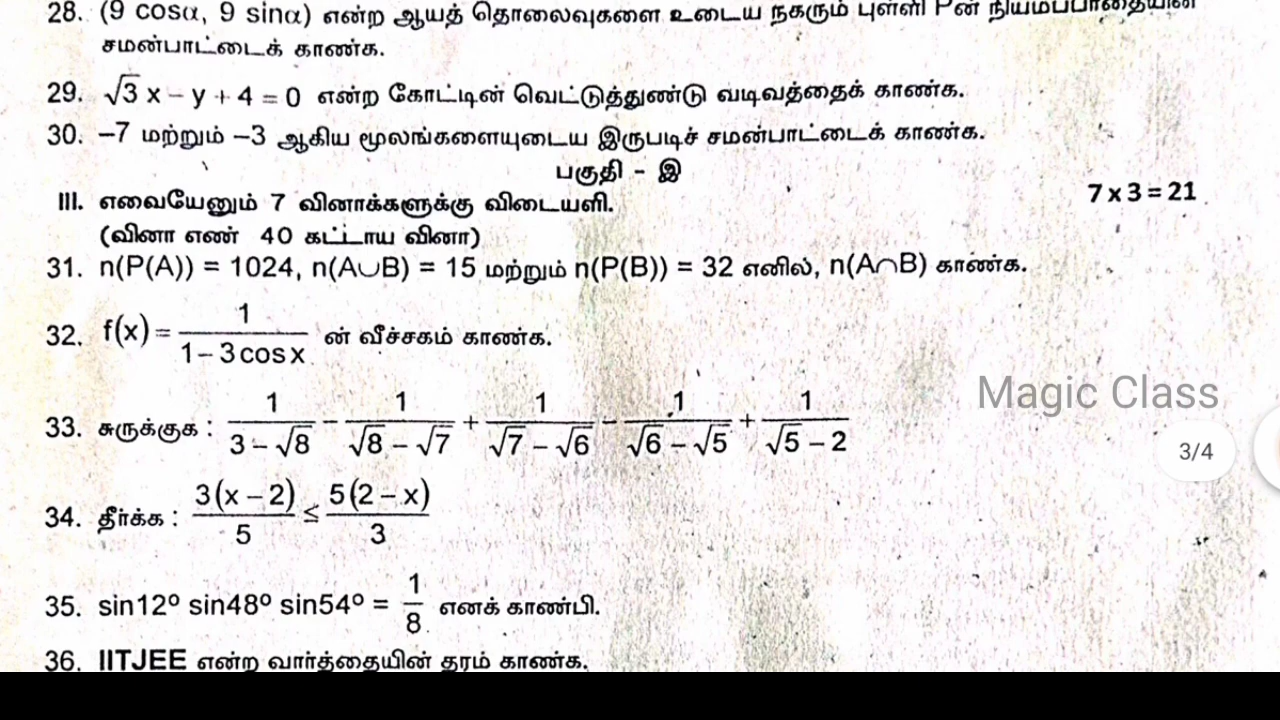 28. (9 cosα, 9 sinα) என்ற ஆயத் தொலைவுகளை உடைய நகரும் புள்ளி Pன் நியமப்பாதையின்
சமன்பாட்டைக் காண்க.
29. √3 x – y + 4 = 0 என்ற கோட்டின் வெட்டுத்துண்டு வடிவத்தைக் காண்க.
30. –7 மற்றும் –3 ஆகிய மூலங்களையுடைய இருபடிச் சமன்பாட்டைக் காண்க.
பகுதி - இ
III. எவையேனும் 7 வினாக்களுக்கு விடையளி. 7 x 3 = 21
(வினா எண் 40 கட்டாய வினா)
31. n(P(A)) = 1024, n(A∪B) = 15 மற்றும் n(P(B)) = 32 எனில், n(A∩B) காண்க.
32. f(x) = 1/(1 – 3 cos x) ன் வீச்சகம் காண்க.
33. சுருக்குக : 1/(3 – √8) – 1/(√8 – √7) + 1/(√7 – √6) – 1/(√6 – √5) + 1/(√5 – 2)
Magic Class
3/4
34. தீர்க்க : 3(x – 2)/5 ≤ 5(2 – x)/3
35. sin12º sin48º sin54º = 1/8 எனக் காண்பி.
36. IITJEE என்ற வார்த்தையின் தரம் காண்க.